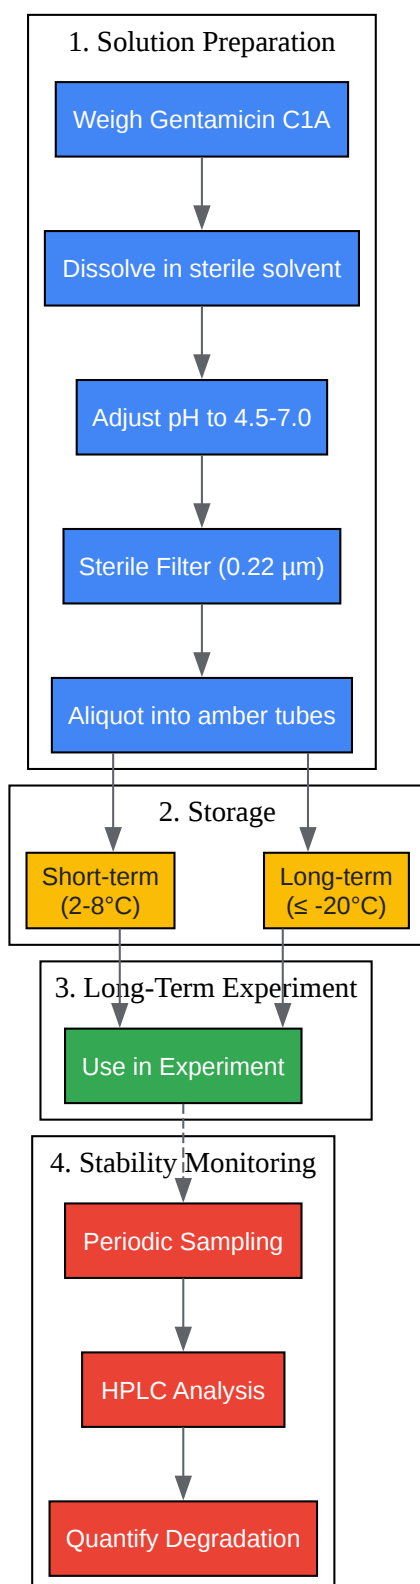 1. Solution Preparation
Weigh Gentamicin C1A
Dissolve in sterile solvent
Adjust pH to 4.5-7.0
Sterile Filter (0.22 µm)
Aliquot into amber tubes
2. Storage
Short-term
(2-8°C)
Long-term
(≤ -20°C)
3. Long-Term Experiment
Use in Experiment
4. Stability Monitoring
Periodic Sampling
HPLC Analysis
Quantify Degradation